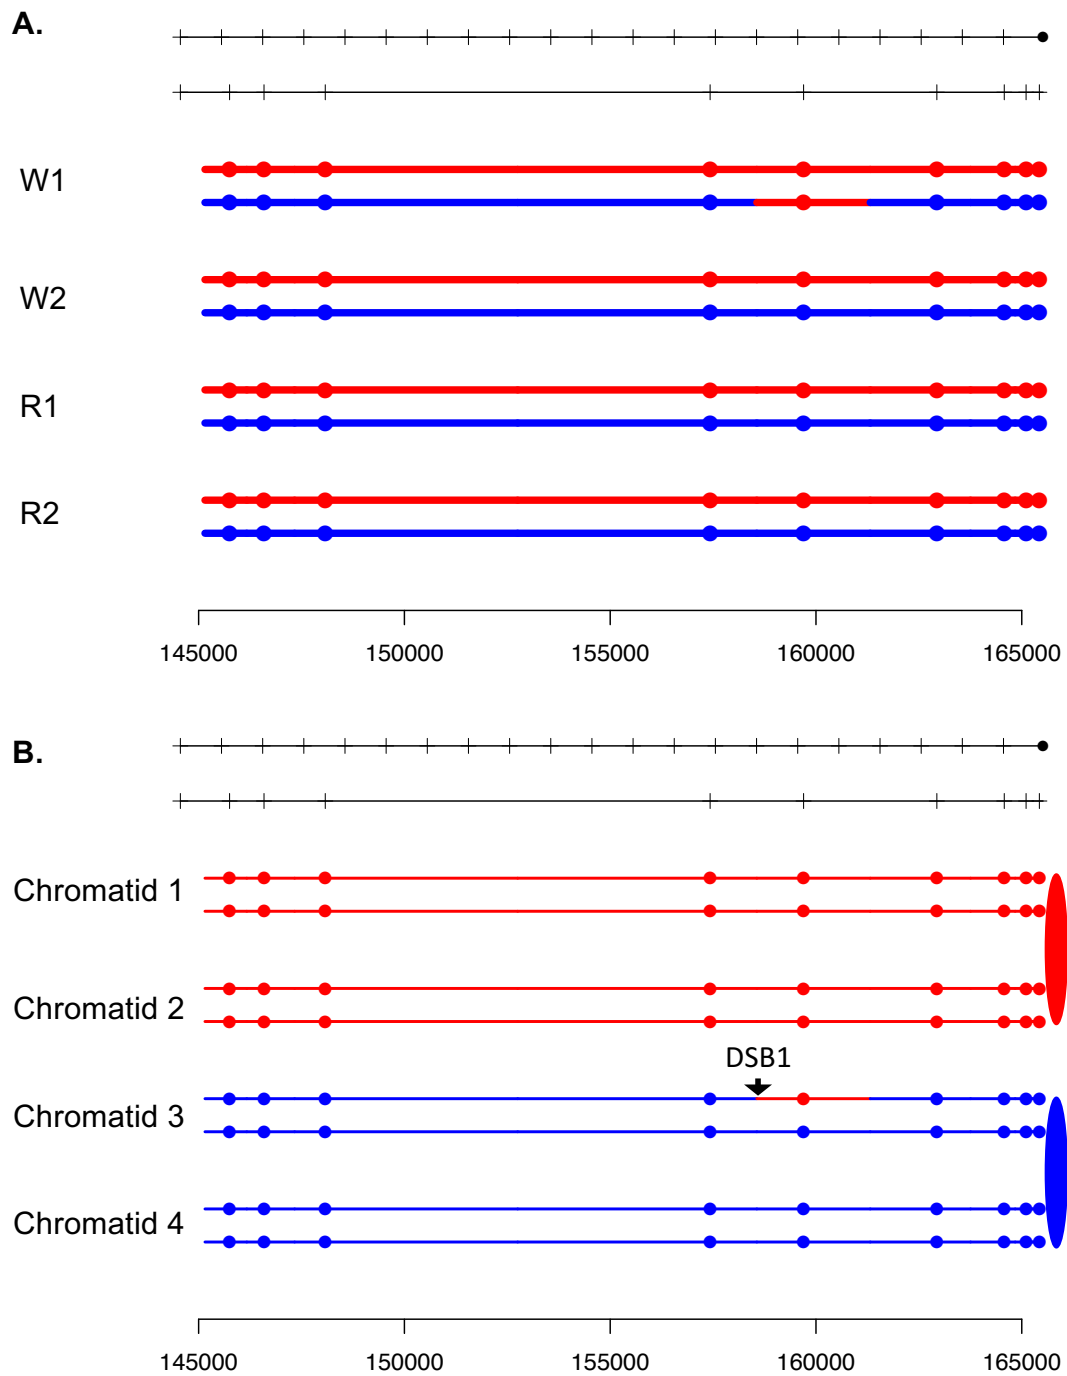 A.
W1
W2
R1
R2
145000 150000 155000 160000 165000
B.
Chromatid 1
Chromatid 2
DSB1
Chromatid 3
Chromatid 4
145000 150000 155000 160000 165000